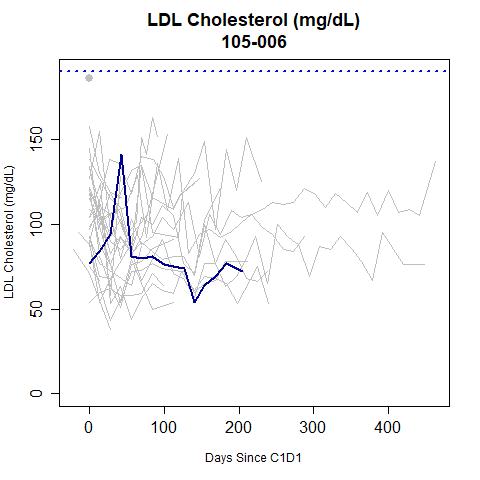 LDL Cholesterol (mg/dL)
105-006
LDL Cholesterol (mg/dL)
150
100
50
0
0 100 200 300 400
Days Since C1D1